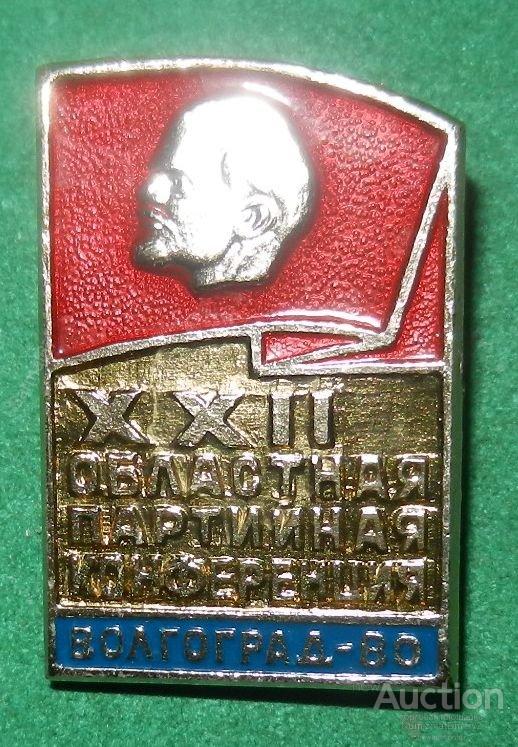 XXII
ОБЛАСТНАЯ
ПАРТИЙНАЯ
КОНФЕРЕНЦИЯ
ВОЛГОГРАД-80
Auction